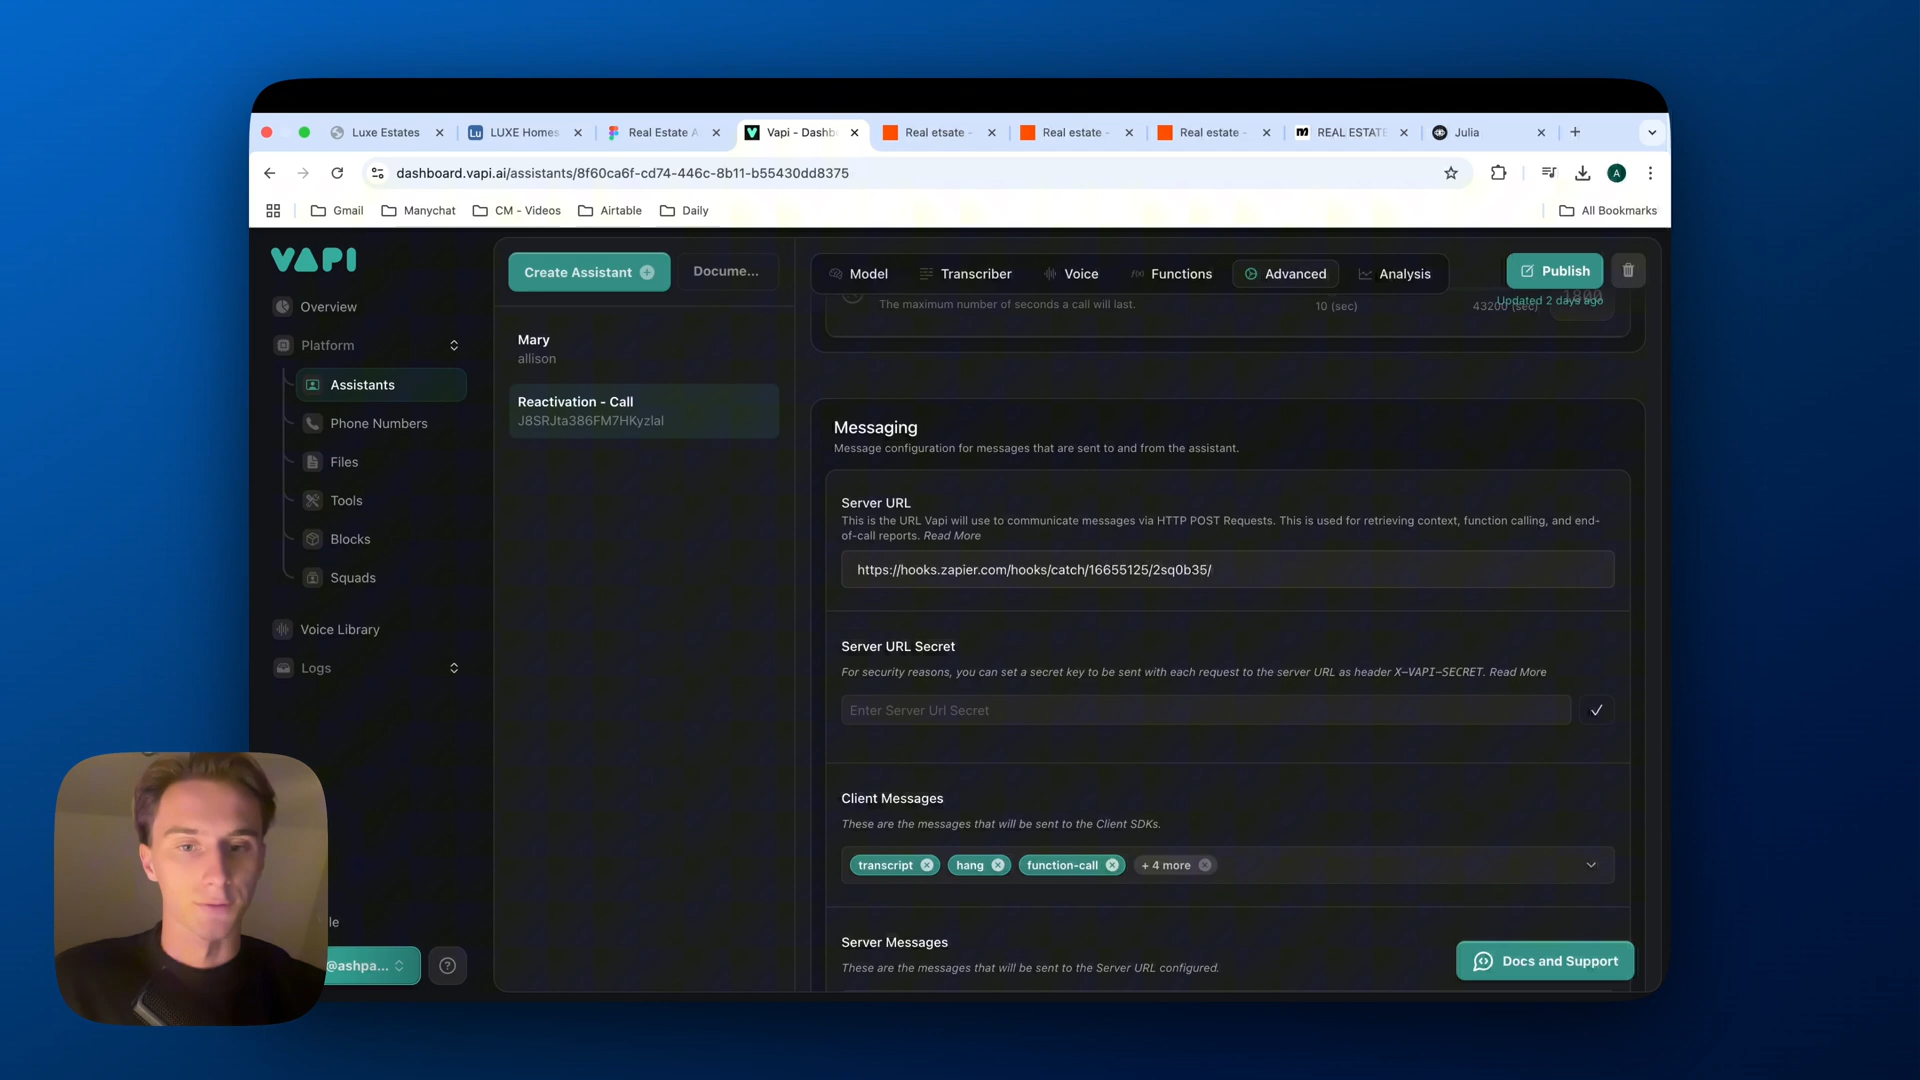 Luxe Estates
LUXE Homes
Real Estate A
Vapi - Dashb
Real etsate -
Real estate -
Real estate -
REAL ESTATE
Julia
dashboard.vapi.ai/assistants/8f60ca6f-cd74-446c-8b11-b55430dd8375
A
Gmail
Manychat
CM - Videos
Airtable
Daily
All Bookmarks
VAPI
Overview
Platform
Assistants
Phone Numbers
Files
Tools
Blocks
Squads
Voice Library
Logs
le
@ashpa...
Create Assistant
Docume...
Mary
allison
Reactivation - Call
J8SRJta386FM7HKyzlal
Model
Transcriber
Voice
Functions
Advanced
Analysis
Publish
Updated 2 days ago
The maximum number of seconds a call will last.
10 (sec)
43200 (sec)
1800
Messaging
Message configuration for messages that are sent to and from the assistant.
Server URL
This is the URL Vapi will use to communicate messages via HTTP POST Requests. This is used for retrieving context, function calling, and end-
of-call reports. Read More
https://hooks.zapier.com/hooks/catch/16655125/2sq0b35/
Server URL Secret
For security reasons, you can set a secret key to be sent with each request to the server URL as header X-VAPI-SECRET. Read More
Enter Server Url Secret
Client Messages
These are the messages that will be sent to the Client SDKs.
transcript
hang
function-call
+ 4 more
Server Messages
These are the messages that will be sent to the Server URL configured.
Docs and Support